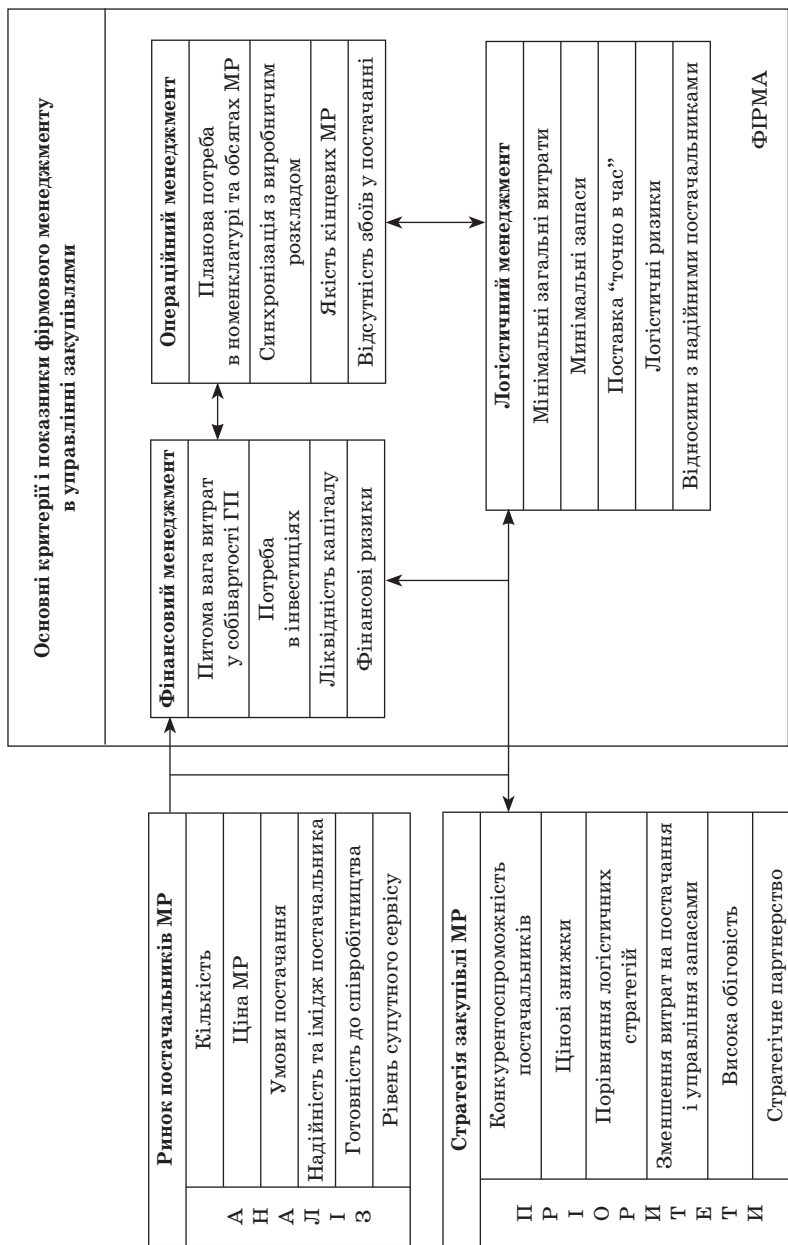 Основні критерії і показники фірмового менеджменту
в управлінні закупівлями
Ринок постачальників МР
АНАЛІЗ
Кількість
Ціна МР
Умови постачання
Надійність та імідж постачальника
Готовність до співробітництва
Рівень супутного сервісу
Фінансовий менеджмент
Питома вага витрат
у собівартості ГП
Потреба
в інвестиціях
Ліквідність капіталу
Фінансові ризики
Операційний менеджмент
Планова потреба
в номенклатурі та обсягах МР
Синхронізація з виробничим
розкладом
Якість кінцевих МР
Відсутність збоїв у постачанні
Стратегія закупівлі МР
ПРІОРИТЕТИ
Конкурентоспроможність
постачальників
Цінові знижки
Порівняння логістичних
стратегій
Зменшення витрат на постачання
і управління запасами
Висока обіговість
Стратегічне партнерство
Логістичний менеджмент
Мінімальні загальні витрати
Минімальні запаси
Поставка “точно в час”
Логістичні ризики
Відносини з надійними постачальниками
ФІРМА